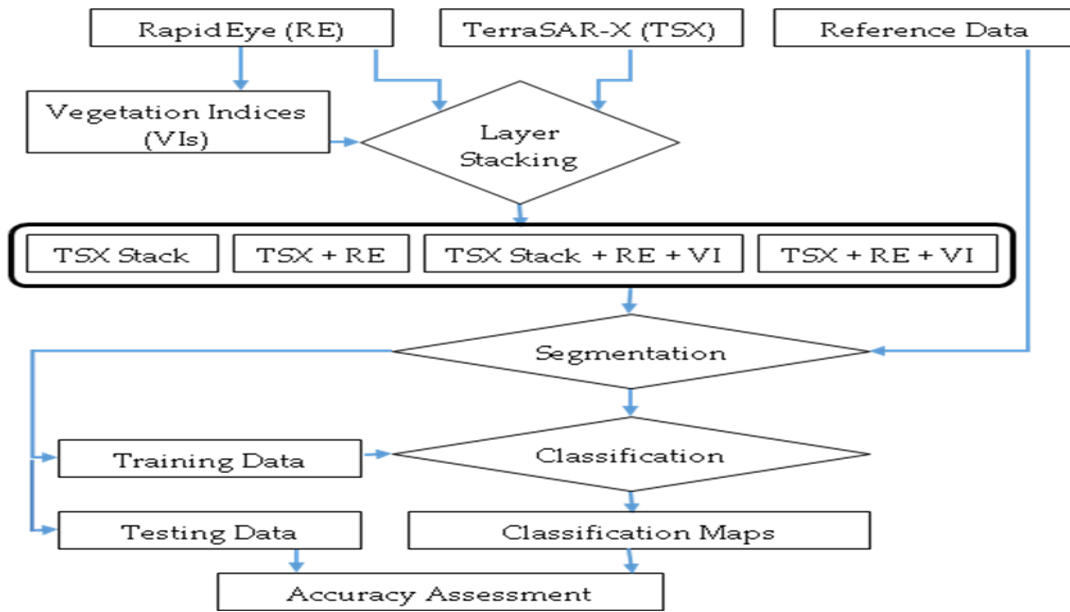 RapidEye (RE)
TerraSAR-X (TSX)
Reference Data
Vegetation Indices
(VIs)
Layer
Stacking
TSX Stack
TSX + RE
TSX Stack + RE + VI
TSX + RE + VI
Segmentation
Training Data
Classification
Testing Data
Classification Maps
Accuracy Assessment